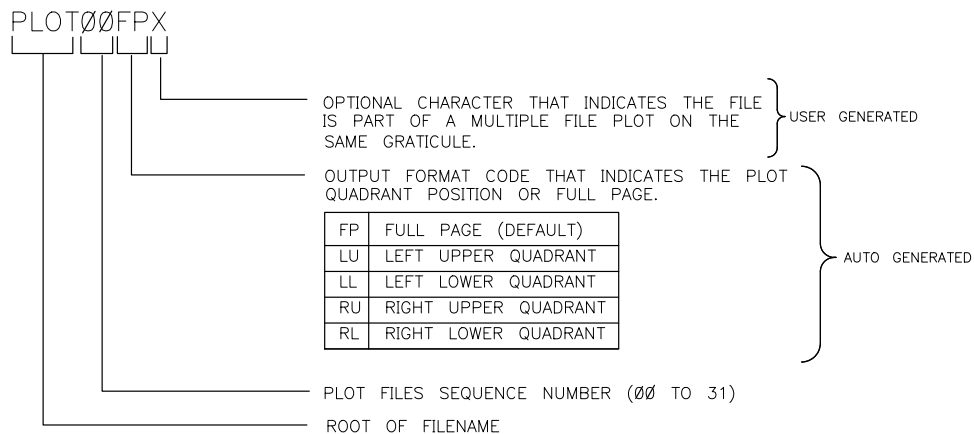 PLOTØØFPX
OPTIONAL CHARACTER THAT INDICATES THE FILE
IS PART OF A MULTIPLE FILE PLOT ON THE
SAME GRATICULE.
USER GENERATED
OUTPUT FORMAT CODE THAT INDICATES THE PLOT
QUADRANT POSITION OR FULL PAGE.
FP FULL PAGE (DEFAULT)
LU LEFT UPPER QUADRANT
LL LEFT LOWER QUADRANT
RU RIGHT UPPER QUADRANT
RL RIGHT LOWER QUADRANT
AUTO GENERATED
PLOT FILES SEQUENCE NUMBER (ØØ TO 31)
ROOT OF FILENAME